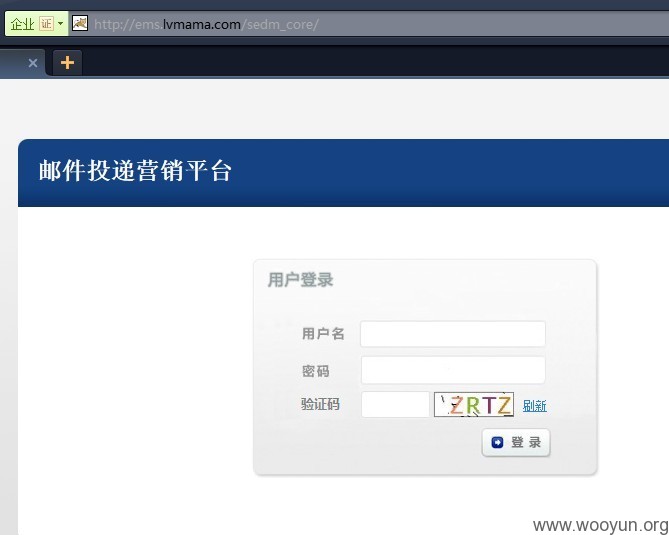 企业 证 http://ems.lvmama.com/sedm_core/
邮件投递营销平台
用户登录
用户名
密码
验证码 ZRTZ 刷新
登 录
www.wooyun.org